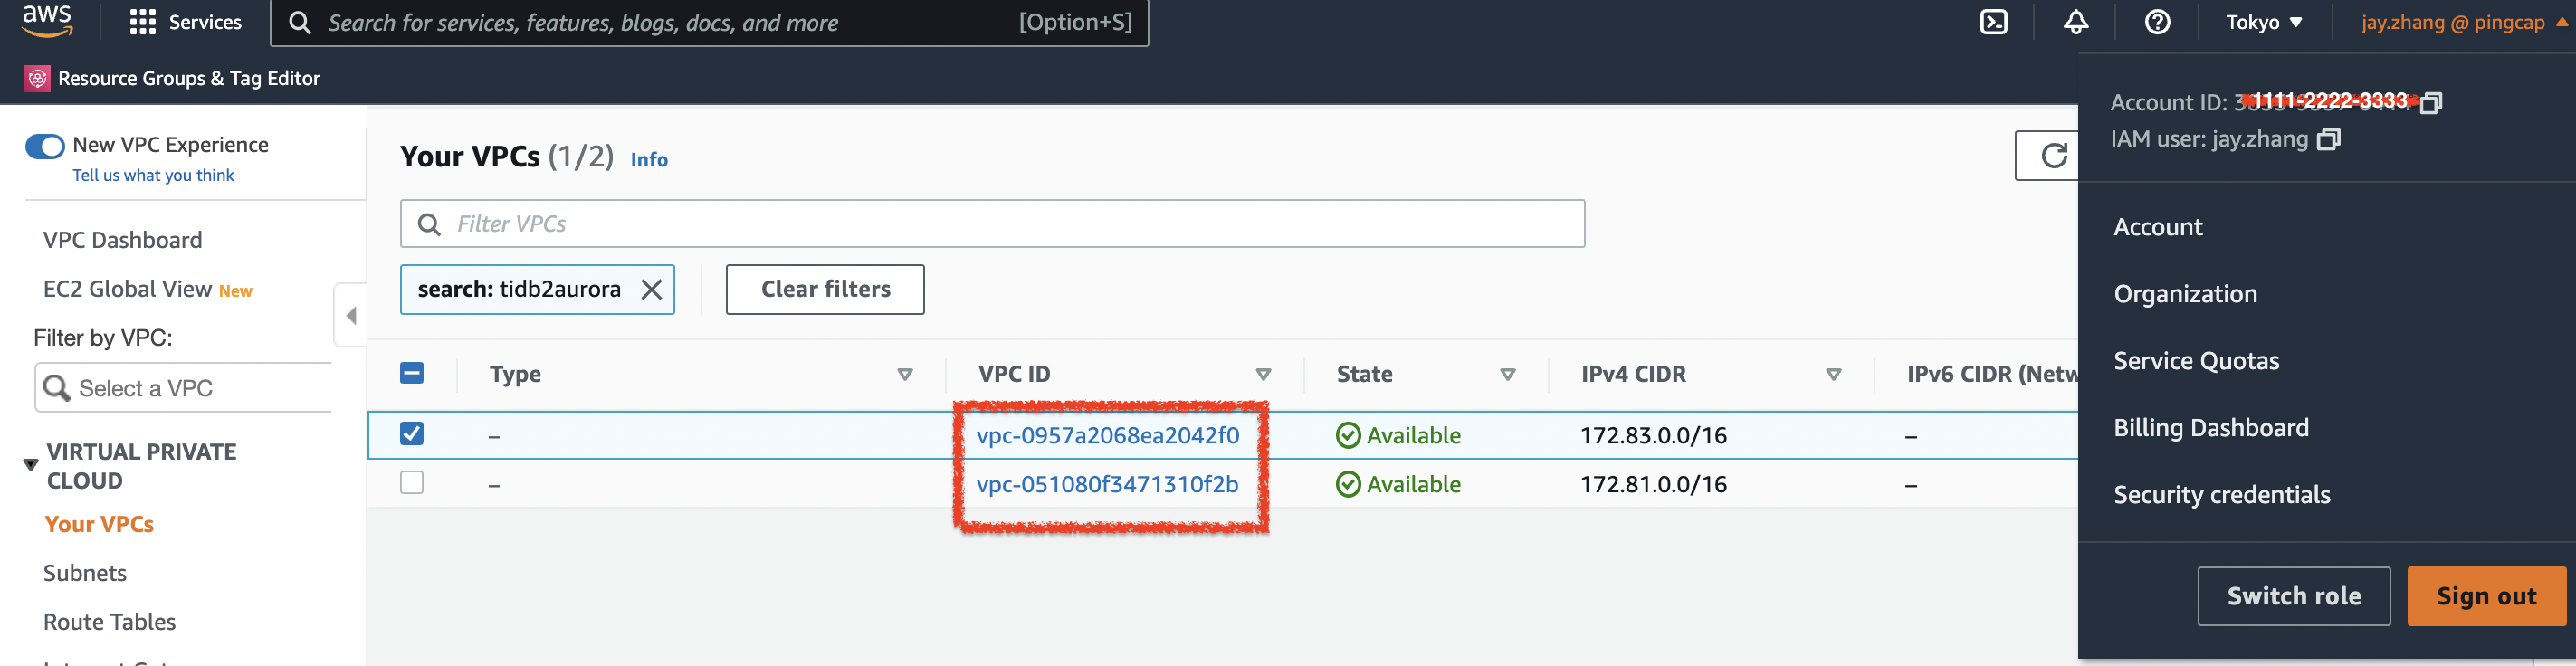 aws
Services
Search for services, features, blogs, docs, and more [Option+S]
Tokyo ▼
jay.zhang @ pingcap ▲
Resource Groups & Tag Editor
Account ID: 1111-2222-3333
IAM user: jay.zhang
New VPC Experience
Tell us what you think
Your VPCs (1/2) Info
Filter VPCs
search: tidb2aurora
Clear filters
VPC Dashboard
EC2 Global View New
Filter by VPC:
Select a VPC
VIRTUAL PRIVATE
CLOUD
Your VPCs
Subnets
Route Tables
Type VPC ID State IPv4 CIDR IPv6 CIDR (Netw
– vpc-0957a2068ea2042f0 Available 172.83.0.0/16 –
– vpc-051080f3471310f2b Available 172.81.0.0/16 –
Account
Organization
Service Quotas
Billing Dashboard
Security credentials
Switch role
Sign out